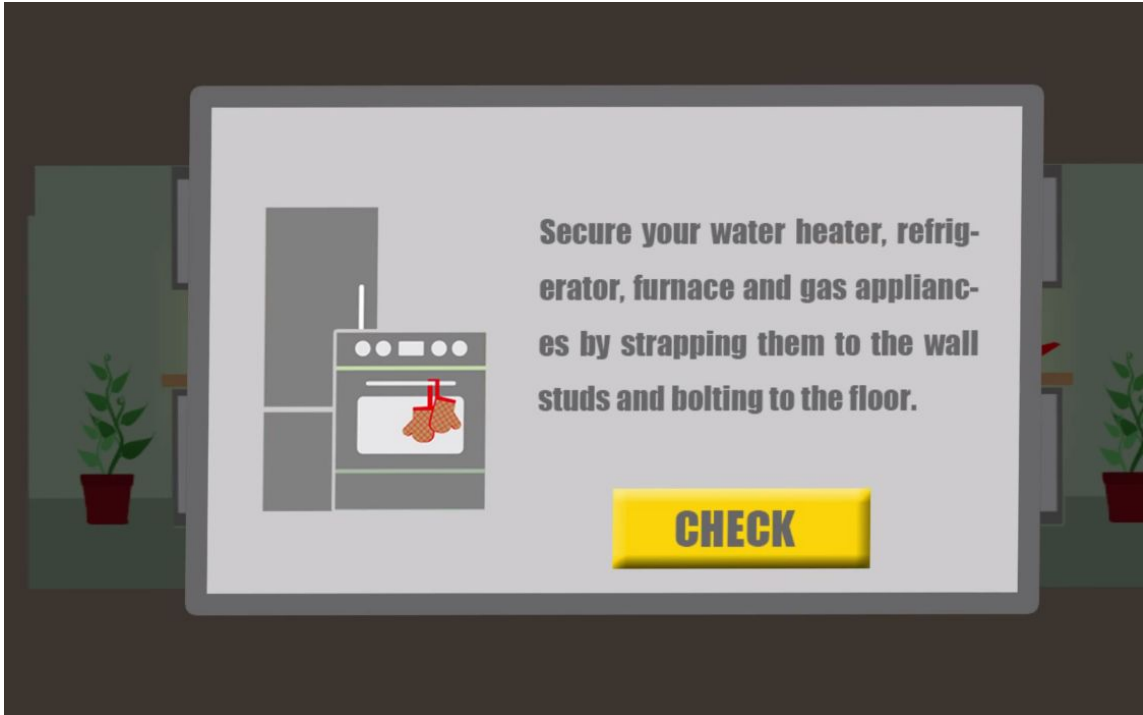 Secure your water heater, refrig-
erator, furnace and gas applianc-
es by strapping them to the wall
studs and bolting to the floor.
CHECK